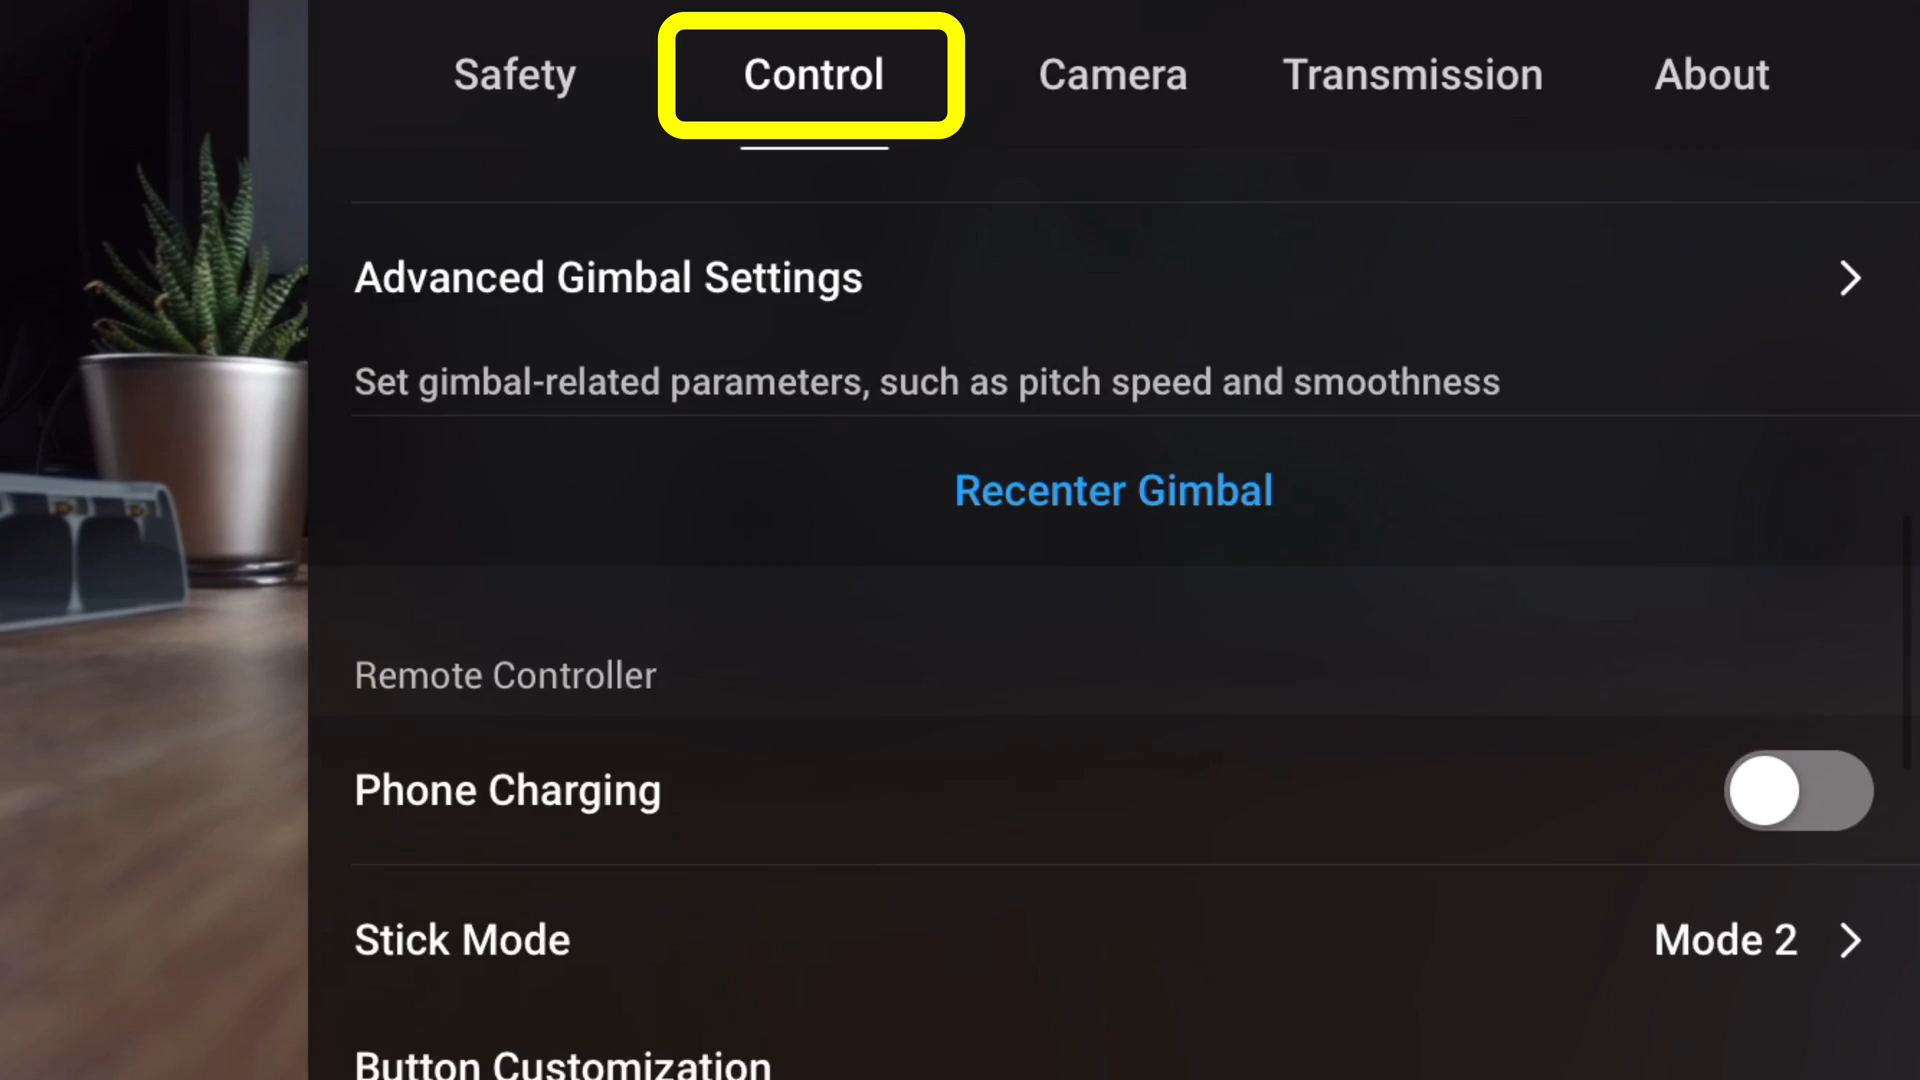 Safety
Control
Camera
Transmission
About
Advanced Gimbal Settings
Set gimbal-related parameters, such as pitch speed and smoothness
Recenter Gimbal
Remote Controller
Phone Charging
Stick Mode
Mode 2
Button Customization